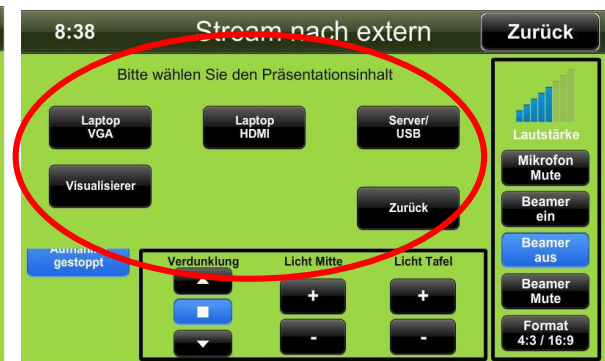 8:38
Stream nach extern
Zurück
Bitte wählen Sie den Präsentationsinhalt
Laptop
VGA
Laptop
HDMI
Server/
USB
Visualisierer
Zurück
Lautstärke
Mikrofon
Mute
Beamer
ein
Beamer
aus
Beamer
Mute
Format
4:3 / 16:9
gestoppt
Verdunklung
Licht Mitte
Licht Tafel
+
+
-
-